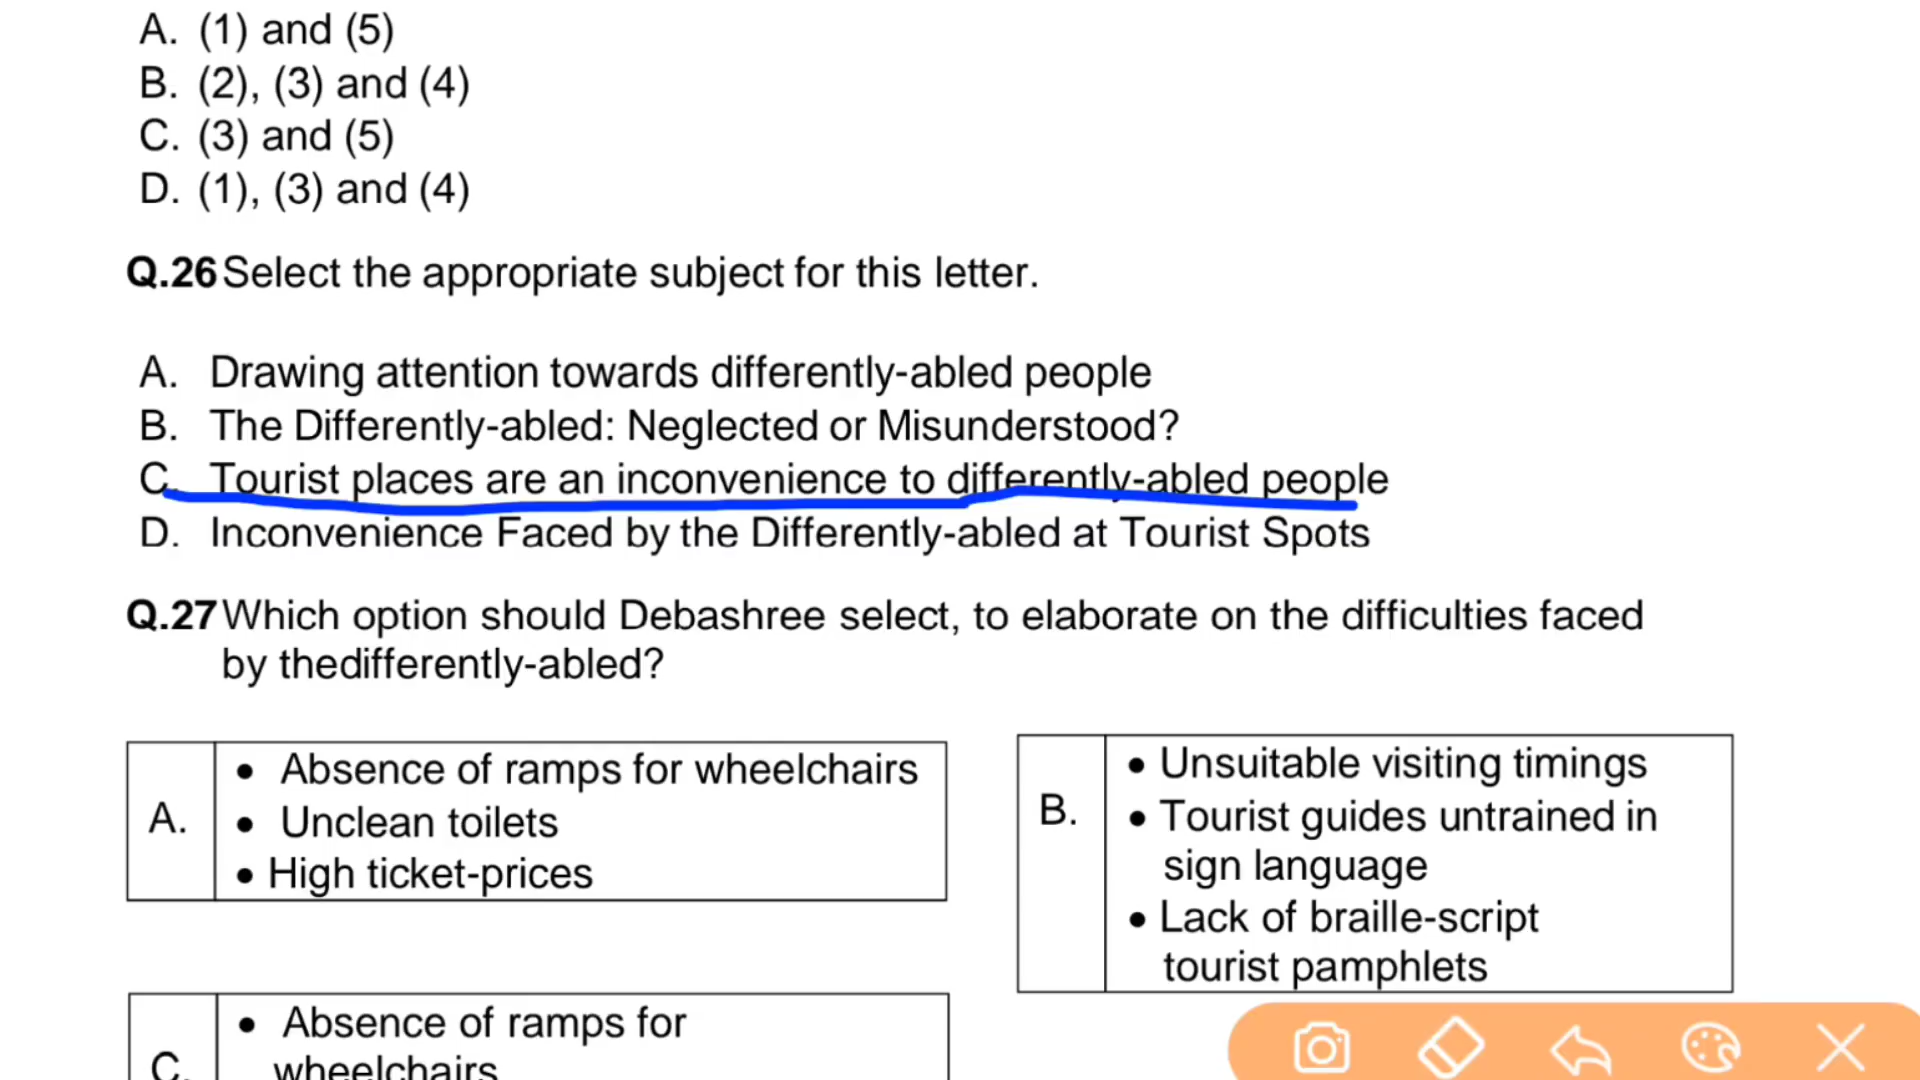 A. (1) and (5)
B. (2), (3) and (4)
C. (3) and (5)
D. (1), (3) and (4)
Q.26 Select the appropriate subject for this letter.
A. Drawing attention towards differently-abled people
B. The Differently-abled: Neglected or Misunderstood?
C. Tourist places are an inconvenience to differently-abled people
D. Inconvenience Faced by the Differently-abled at Tourist Spots
Q.27 Which option should Debashree select, to elaborate on the difficulties faced
by thedifferently-abled?
A.
• Absence of ramps for wheelchairs
• Unclean toilets
• High ticket-prices
B.
• Unsuitable visiting timings
• Tourist guides untrained in
sign language
• Lack of braille-script
tourist pamphlets
C.
• Absence of ramps for
wheelchairs